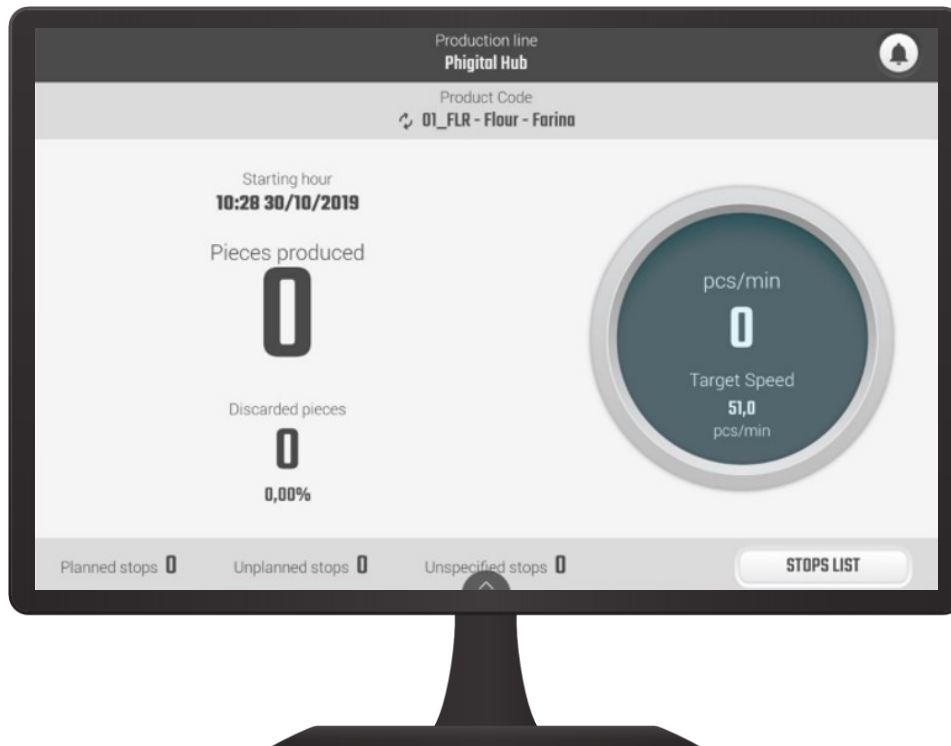 Production line
Phigital Hub
Product Code
01_FLR - Flour - Farina
Starting hour
10:28 30/10/2019
Pieces produced
0
Discarded pieces
0
0,00%
pcs/min
0
Target Speed
51,0
pcs/min
Planned stops 0 Unplanned stops 0 Unspecified stops 0 STOPS LIST